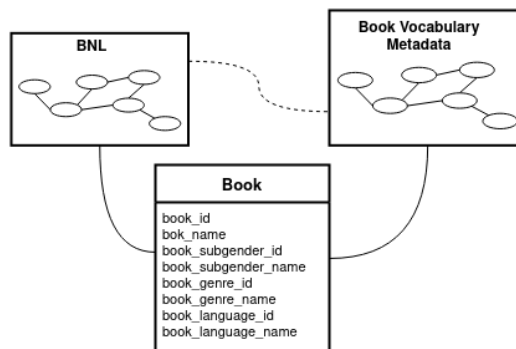 BNL
Book Vocabulary
Metadata
Book
book_id
bok_name
book_subgender_id
book_subgender_name
book_genre_id
book_genre_name
book_language_id
book_language_name